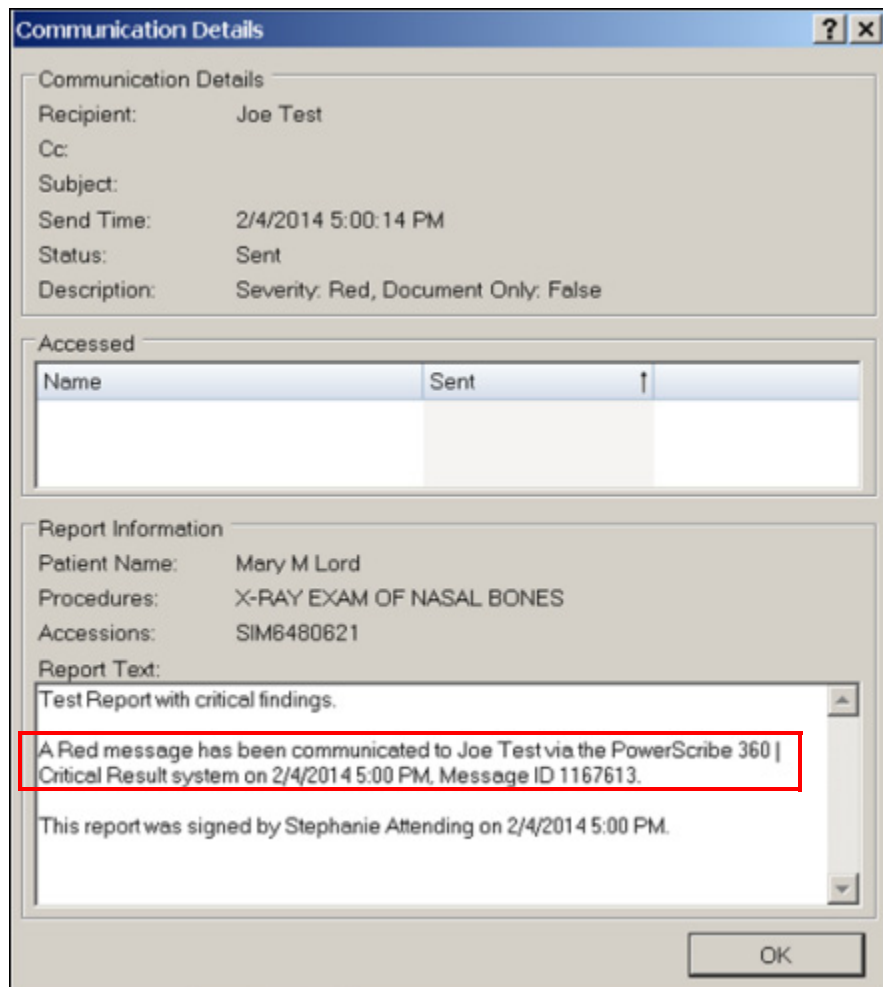 Communication Details
Communication Details
Recipient: Joe Test
Cc:
Subject:
Send Time: 2/4/2014 5:00:14 PM
Status: Sent
Description: Severity: Red, Document Only: False
Accessed
Name Sent
Report Information
Patient Name: Mary M Lord
Procedures: X-RAY EXAM OF NASAL BONES
Accessions: SIM6480621
Report Text:
Test Report with critical findings.
A Red message has been communicated to Joe Test via the PowerScribe 360 |
Critical Result system on 2/4/2014 5:00 PM, Message ID 1167613.
This report was signed by Stephanie Attending on 2/4/2014 5:00 PM.
OK